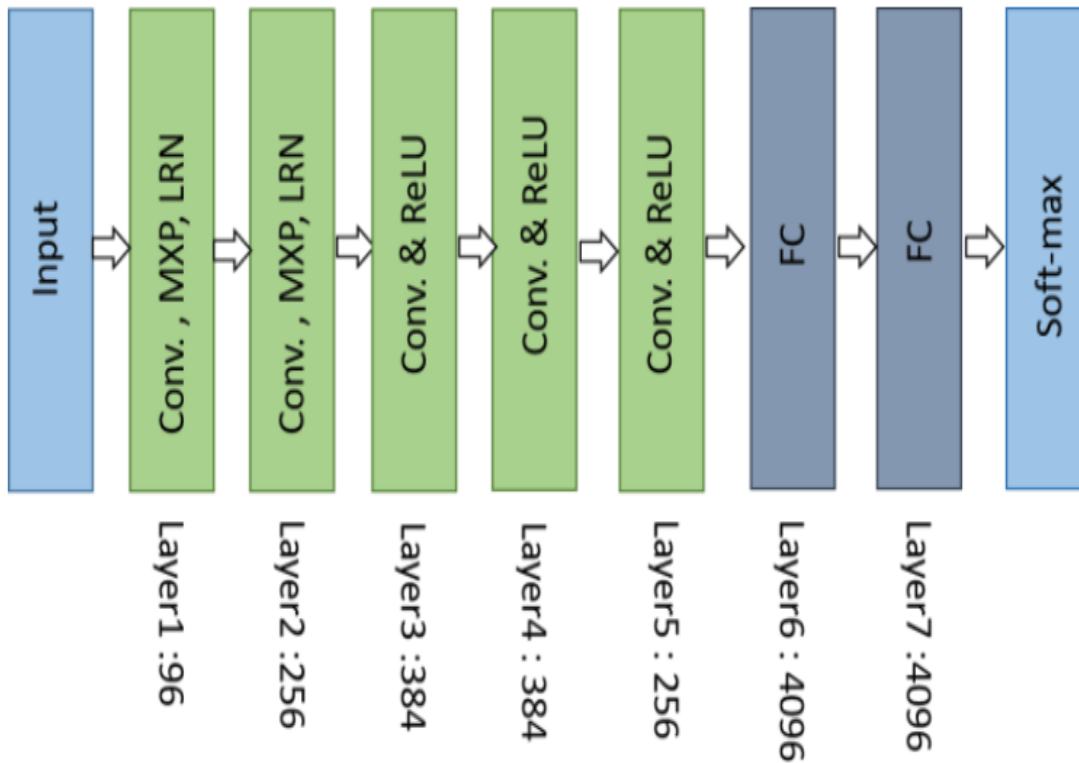 Input
Conv. , MXP, LRN
Conv. , MXP, LRN
Conv. & ReLU
Conv. & ReLU
Conv. & ReLU
FC
FC
Soft-max
Layer1 :96
Layer2 :256
Layer3 :384
Layer4 : 384
Layer5 : 256
Layer6 : 4096
Layer7 :4096